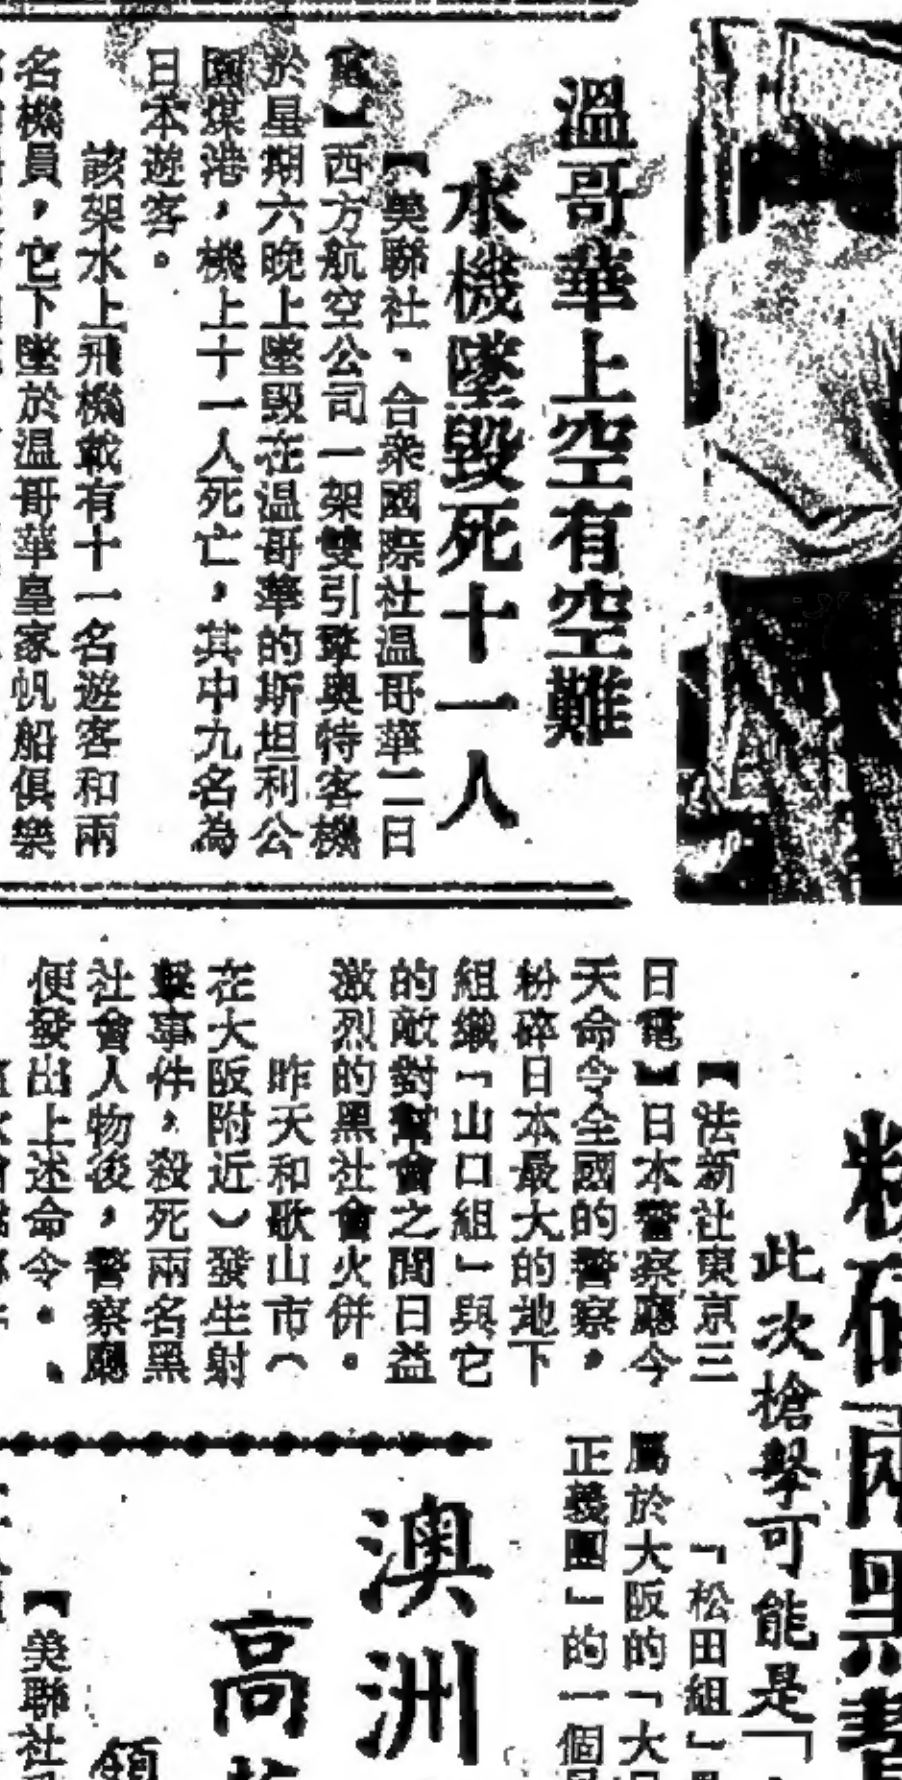 溫哥華上空有空難
水機墜毀死十一人
【美聯社、合衆國際社温哥華二日
電】西方航空公司一架雙引擎奥特客機
於星期六晚上墜毀在温哥華的斯坦利公
園煤港，機上十一人死亡，其中九名為
日本遊客。
該架水上飛機載有十一名遊客和兩
名機員，它下墜於温哥華皇家帆船俱樂
此次槍擊可能是「
【法新社東京三
日電】日本警察廳今
天命令全國的警察，
粉碎日本最大的地下
組織「山口組」與它
的敵對幫會之間日益
激烈的黑社會火併。
昨天和歌山市（
在大阪附近）發生射
擊事件，殺死兩名黑
社會人物後，警察廳
便發出上述命令。
「松田組」
屬於大阪的「大日
正義團」的一個
澳洲
高
領
【美聯社